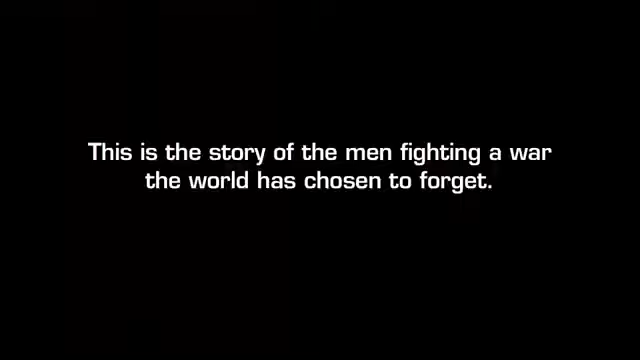 This is the story of the men fighting a war
the world has chosen to forget.